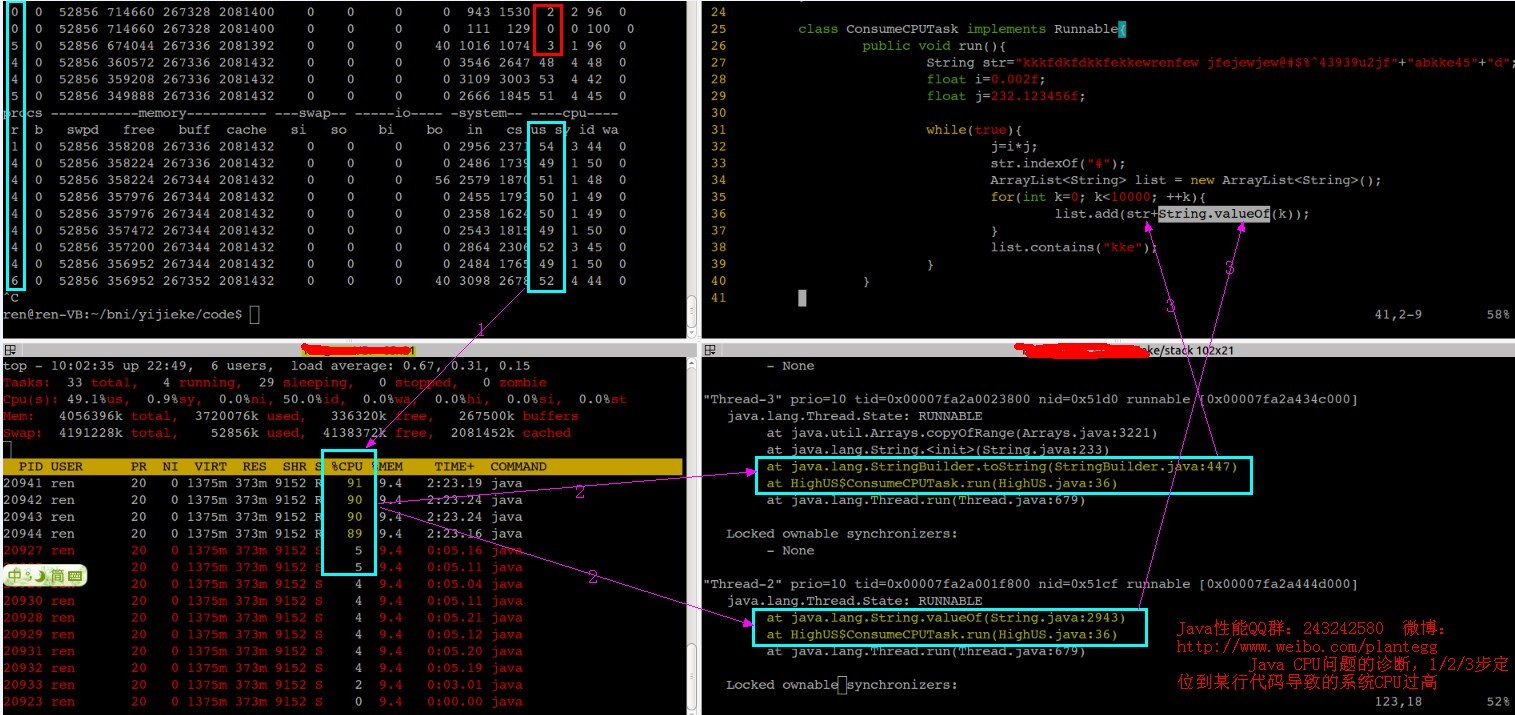 0 0 52856 714660 267328 2081400 0 0 0 943 1530 2 2 96 0
0 0 52856 714660 267328 2081400 0 0 0 111 129 0 0 100 0
5 0 52856 674044 267336 2081392 0 0 40 1016 1074 3 1 96 0
4 0 52856 360572 267336 2081432 0 0 0 3546 2647 48 4 48 0
4 0 52856 359208 267336 2081432 0 0 0 3109 3003 53 4 42 0
5 0 52856 349888 267336 2081432 0 0 0 2666 1845 51 4 45 0
procs -----------memory---------- ---swap-- -----io---- -system-- ----cpu----
r b swpd free buff cache si so bi bo in cs us sy id wa
1 0 52856 358208 267336 2081432 0 0 0 0 2956 2371 54 3 44 0
4 0 52856 358224 267336 2081432 0 0 0 0 2486 1739 49 1 50 0
4 0 52856 358224 267344 2081432 0 0 0 56 2579 1870 51 1 48 0
4 0 52856 357976 267344 2081432 0 0 0 0 2455 1793 50 1 49 0
4 0 52856 357976 267344 2081432 0 0 0 0 2358 1624 50 1 49 0
4 0 52856 357472 267344 2081432 0 0 0 0 2543 1815 49 1 50 0
4 0 52856 357200 267344 2081432 0 0 0 0 2864 2306 52 3 45 0
4 0 52856 356952 267344 2081432 0 0 0 0 2484 1765 49 1 50 0
6 0 52856 356952 267352 2081432 0 0 0 40 3098 2678 52 4 44 0
^C
ren@ren-VB:~/bni/yijieke/code$
24
25 class ConsumeCPUTask implements Runnable{
26 public void run(){
27 String str="kkkfdkfdkkfekkewrenfew jfejewjew@#$%^43939u2jf"+"abkke45"+"d";
28 float i=0.002f;
29 float j=232.123456f;
30
31 while(true){
32 j=i*j;
33 str.indexOf("#");
34 ArrayList<String> list = new ArrayList<String>();
35 for(int k=0; k<10000; ++k){
36 list.add(str+String.valueOf(k));
37 }
38 list.contains("kke");
39 }
40 }
41
41,2-9 58%
1
3
3
top - 10:02:35 up 22:49, 6 users, load average: 0.67, 0.31, 0.15
Tasks: 33 total, 4 running, 29 sleeping, 0 stopped, 0 zombie
Cpu(s): 49.1%us, 0.9%sy, 0.0%ni, 50.0%id, 0.0%wa, 0.0%hi, 0.0%si, 0.0%st
Mem: 4056396k total, 3720076k used, 336320k free, 267500k buffers
Swap: 4191228k total, 52856k used, 4138372k free, 2081452k cached
PID USER PR NI VIRT RES SHR S %CPU %MEM TIME+ COMMAND
20941 ren 20 0 1375m 373m 9152 R 91 9.4 2:23.19 java
20942 ren 20 0 1375m 373m 9152 R 90 9.4 2:23.24 java
20943 ren 20 0 1375m 373m 9152 R 90 9.4 2:23.24 java
20944 ren 20 0 1375m 373m 9152 R 89 9.4 2:23.16 java
20927 ren 20 0 1375m 373m 9152 S 5 9.4 0:05.16 java
20 0 1375m 373m 9152 S 5 9.4 0:05.11 java
中 简 4 9.4 0:05.04 java
20930 ren 20 0 1375m 373m 9152 S 4 9.4 0:05.11 java
20928 ren 20 0 1375m 373m 9152 S 4 9.4 0:05.21 java
20929 ren 20 0 1375m 373m 9152 S 4 9.4 0:05.12 java
20931 ren 20 0 1375m 373m 9152 S 4 9.4 0:05.20 java
20932 ren 20 0 1375m 373m 9152 S 4 9.4 0:05.19 java
20933 ren 20 0 1375m 373m 9152 S 2 9.4 0:03.01 java
20923 ren 20 0 1375m 373m 9152 S 0 9.4 0:00.00 java
2
2
ke/stack 102x21
- None
"Thread-3" prio=10 tid=0x00007fa2a0023800 nid=0x51d0 runnable [0x00007fa2a434c000]
java.lang.Thread.State: RUNNABLE
at java.util.Arrays.copyOfRange(Arrays.java:3221)
at java.lang.String.<init>(String.java:233)
at java.lang.StringBuilder.toString(StringBuilder.java:447)
at HighUS$ConsumeCPUTask.run(HighUS.java:36)
at java.lang.Thread.run(Thread.java:679)
Locked ownable synchronizers:
- None
"Thread-2" prio=10 tid=0x00007fa2a001f800 nid=0x51cf runnable [0x00007fa2a444d000]
java.lang.Thread.State: RUNNABLE
at java.lang.String.valueOf(String.java:2943)
at HighUS$ConsumeCPUTask.run(HighUS.java:36)
at java.lang.Thread.run(Thread.java:679)
Locked ownable synchronizers:
Java性能QQ群: 243242580 微博:
http://www.weibo.com/plantegg
Java CPU问题的诊断, 1/2/3步定
位到某行代码导致的系统CPU过高
123,18 52%